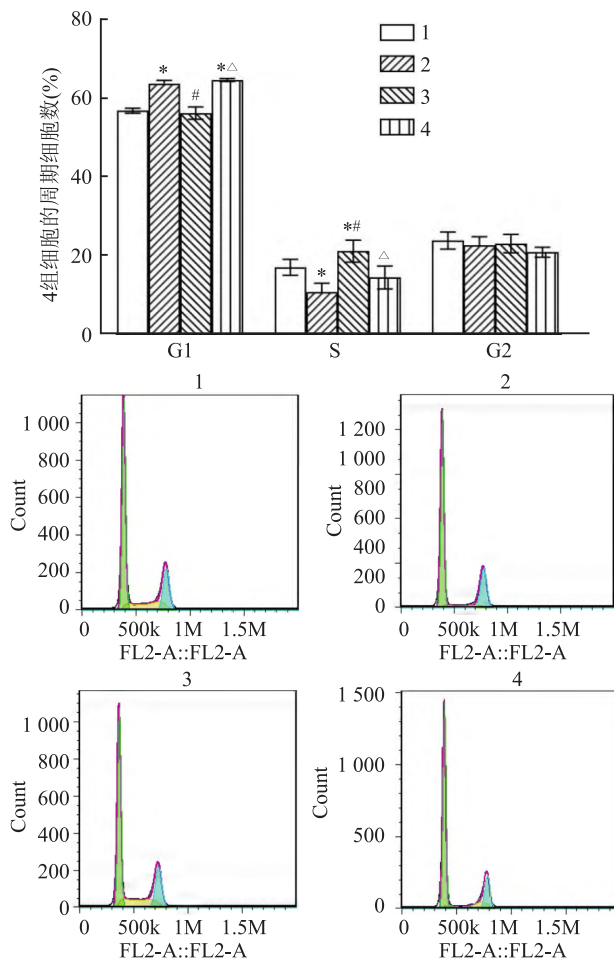 4组细胞的周期细胞数(%)
80
60
40
20
0
* *△
#
*#
* △
G1 S G2
1
2
3
4
1
Count
1 000
800
600
400
200
0
0 500k 1M 1.5M
FL2-A::FL2-A
2
Count
1 200
1 000
800
600
400
200
0
0 500k 1M 1.5M
FL2-A::FL2-A
3
Count
1 000
800
600
400
200
0
0 500k 1M 1.5M
FL2-A::FL2-A
4
Count
1 500
1 000
500
0
0 500k 1M 1.5M
FL2-A::FL2-A